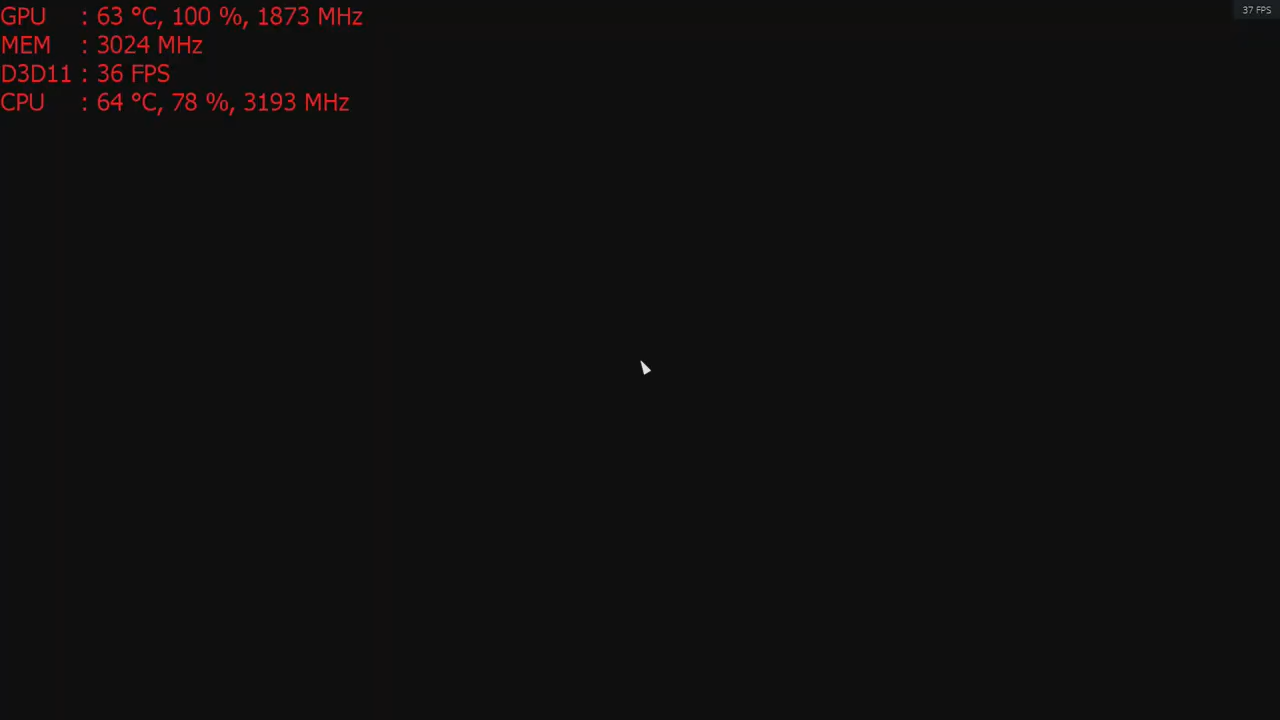 GPU : 63 °C, 100 %, 1873 MHz
37 FPS
MEM : 3024 MHz
D3D11 : 36 FPS
CPU : 64 °C, 78 %, 3193 MHz